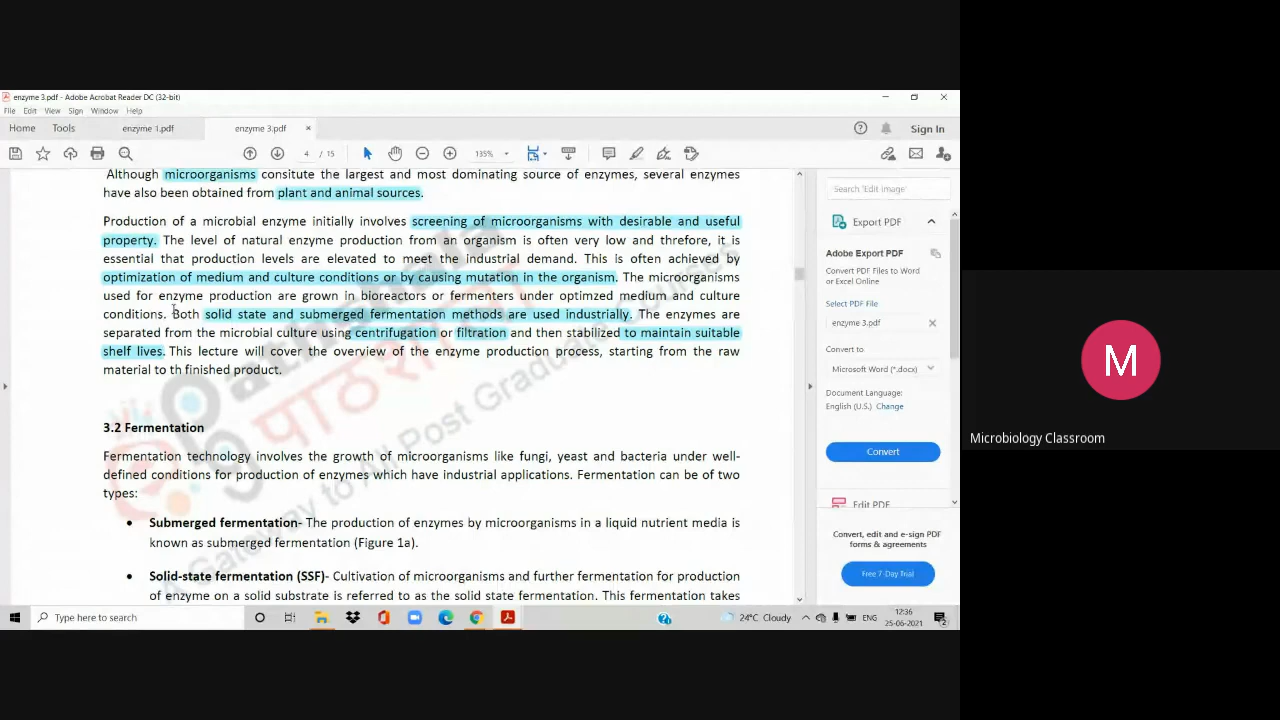 enzyme 3.pdf - Adobe Acrobat Reader DC (32-bit)
File Edit View Sign Window Help
Home Tools enzyme 1.pdf enzyme 3.pdf × Sign In
4 / 15 135%
Although microorganisms consitute the largest and most dominating source of enzymes, several enzymes
have also been obtained from plant and animal sources.
Production of a microbial enzyme initially involves screening of microorganisms with desirable and useful
property. The level of natural enzyme production from an organism is often very low and threfore, it is
essential that production levels are elevated to meet the industrial demand. This is often achieved by
optimization of medium and culture conditions or by causing mutation in the organism. The microorganisms
used for enzyme production are grown in bioreactors or fermenters under optimzed medium and culture
conditions. Both solid state and submerged fermentation methods are used industrially. The enzymes are
separated from the microbial culture using centrifugation or filtration and then stabilized to maintain suitable
shelf lives. This lecture will cover the overview of the enzyme production process, starting from the raw
material to th finished product.
3.2 Fermentation
Fermentation technology involves the growth of microorganisms like fungi, yeast and bacteria under well-
defined conditions for production of enzymes which have industrial applications. Fermentation can be of two
types:
• Submerged fermentation- The production of enzymes by microorganisms in a liquid nutrient media is
known as submerged fermentation (Figure 1a).
• Solid-state fermentation (SSF)- Cultivation of microorganisms and further fermentation for production
of enzyme on a solid substrate is referred to as the solid state fermentation. This fermentation takes
पाठशाला
A Gateway to All Post Graduate Courses
Search 'Edit Image'
Export PDF
Adobe Export PDF
Convert PDF Files to Word
or Excel Online
Select PDF File
enzyme 3.pdf
Convert to
Microsoft Word (*.docx)
Document Language:
English (U.S.) Change
Convert
Edit PDF
Convert, edit and e-sign PDF
forms & agreements
Free 7-Day Trial
Type here to search
24°C Cloudy
ENG
12:36
25-06-2021
M
Microbiology Classroom